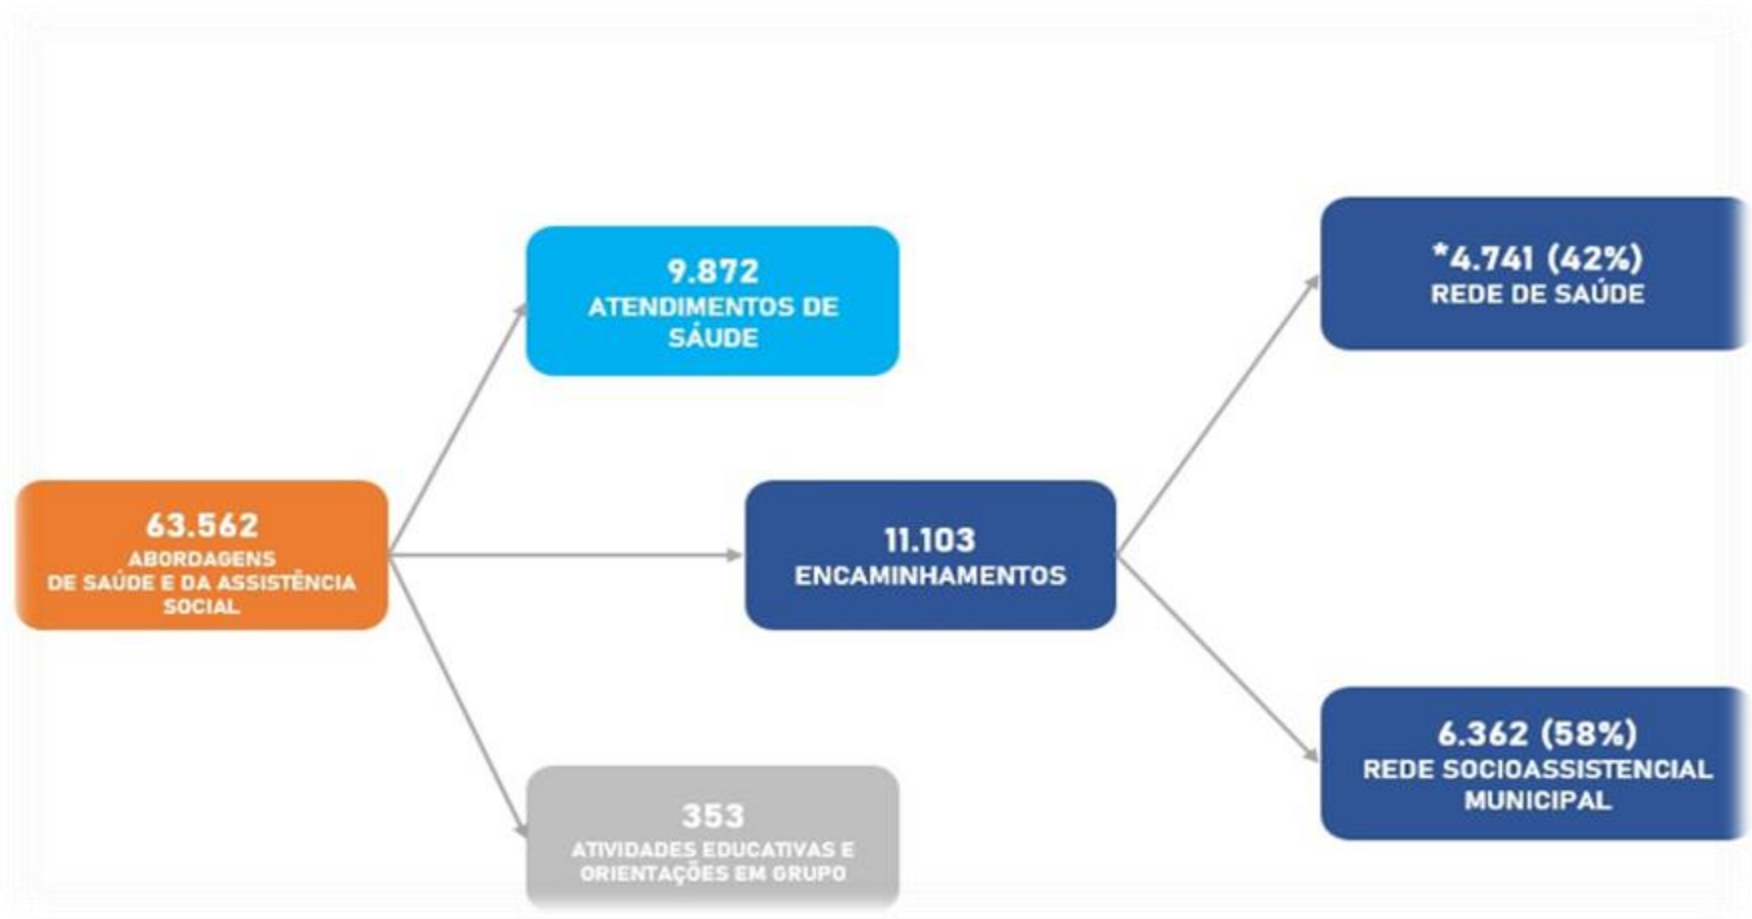 9.872
ATENDIMENTOS DE
SÁUDE
*4.741 (42%)
REDE DE SAÚDE
63.562
ABORDAGENS
DE SAÚDE E DA ASSISTÊNCIA
SOCIAL
11.103
ENCAMINHAMENTOS
6.362 (58%)
REDE SOCIOASSISTENCIAL
MUNICIPAL
353
ATIVIDADES EDUCATIVAS E
ORIENTAÇÕES EM GRUPO